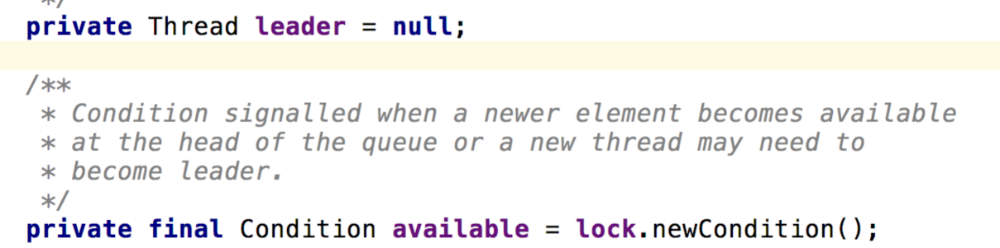 */
private Thread leader = null;
/**
* Condition signalled when a newer element becomes available
* at the head of the queue or a new thread may need to
* become leader.
*/
private final Condition available = lock.newCondition();